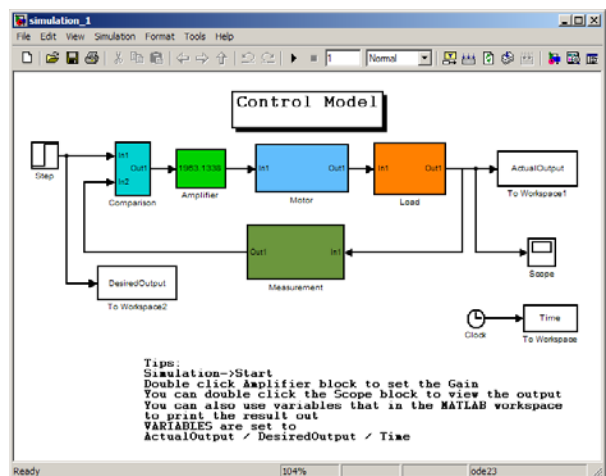 simulation_1
File Edit View Simulation Format Tools Help
1 Normal
Control Model
Step
In1
In2
Out1
Comparison
1963.1336
Amplifier
In1 Out1
Motor
In1 Out1
Load
ActualOutput
To Workspace1
Scope
Out1 In1
Measurement
DesiredOutput
To Workspace2
Clock
Time
To Workspace
Tips:
Simulation->Start
Double click Amplifier block to set the Gain
You can double click the Scope block to view the output
You can also use variables that in the MATLAB workspace
to print the result out
VARIABLES are set to
ActualOutput / DesiredOutput / Time
Ready 104% ode23